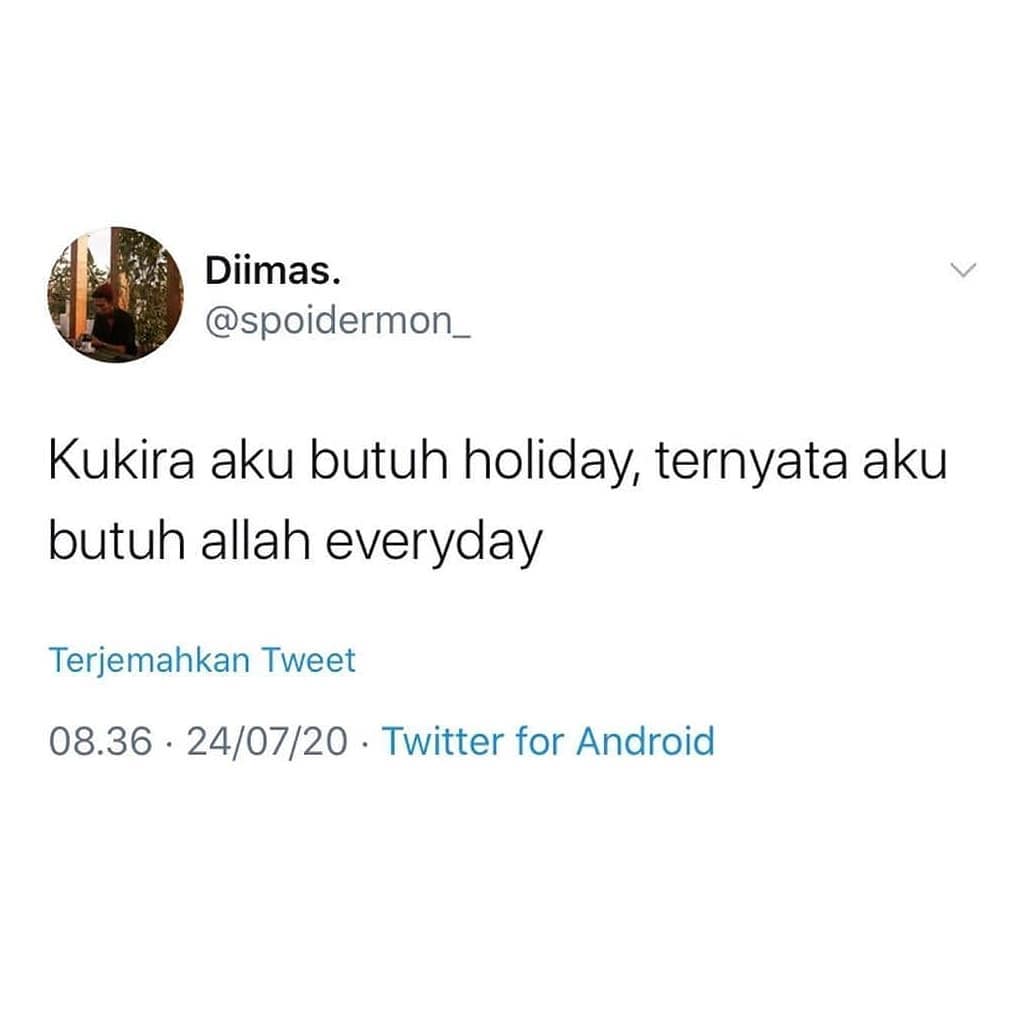 Diimas.
@spoidermon_
Kukira aku butuh holiday, ternyata aku
butuh allah everyday
Terjemahkan Tweet
08.36 · 24/07/20 · Twitter for Android